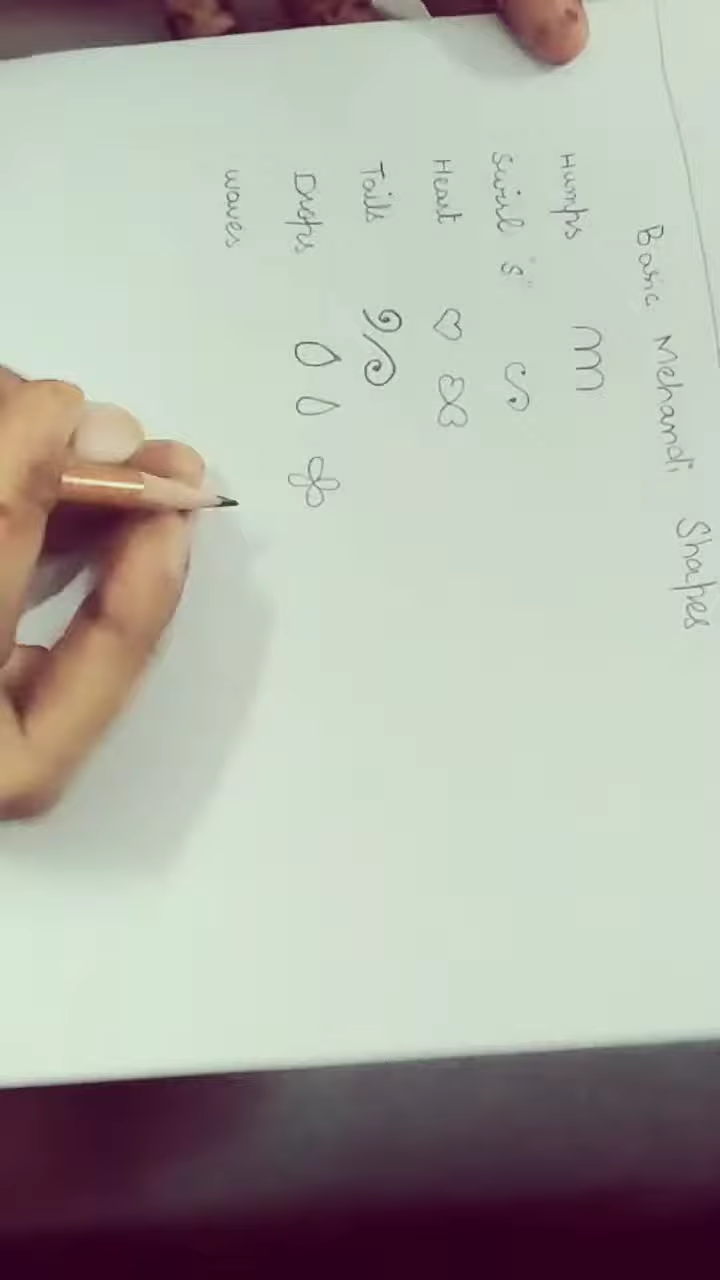 Basic Mehandi Shapes
Humps
Swirl "S"
Heart
Tails
Drops
waves